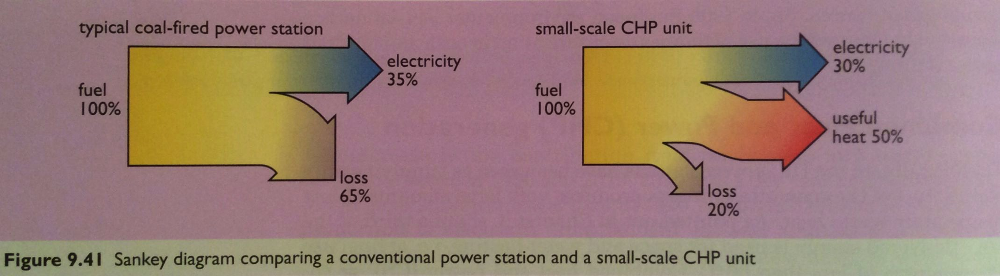 typical coal-fired power station
fuel
100%
electricity
35%
loss
65%
small-scale CHP unit
fuel
100%
electricity
30%
useful
heat 50%
loss
20%
Figure 9.41 Sankey diagram comparing a conventional power station and a small-scale CHP unit